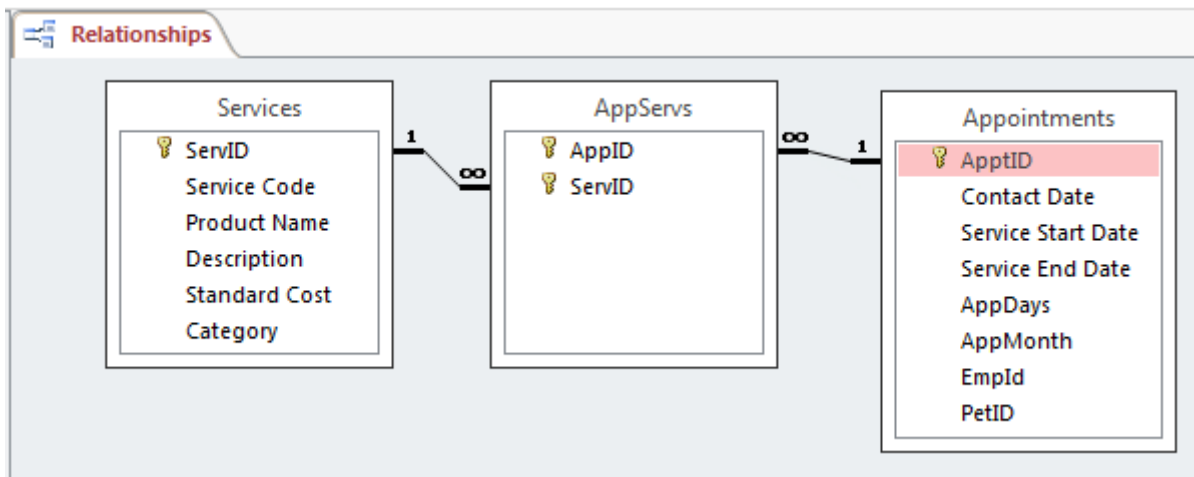 Relationships
Services
ServID
Service Code
Product Name
Description
Standard Cost
Category
1
∞
AppServs
AppID
ServID
∞
1
Appointments
ApptID
Contact Date
Service Start Date
Service End Date
AppDays
AppMonth
EmpId
PetID